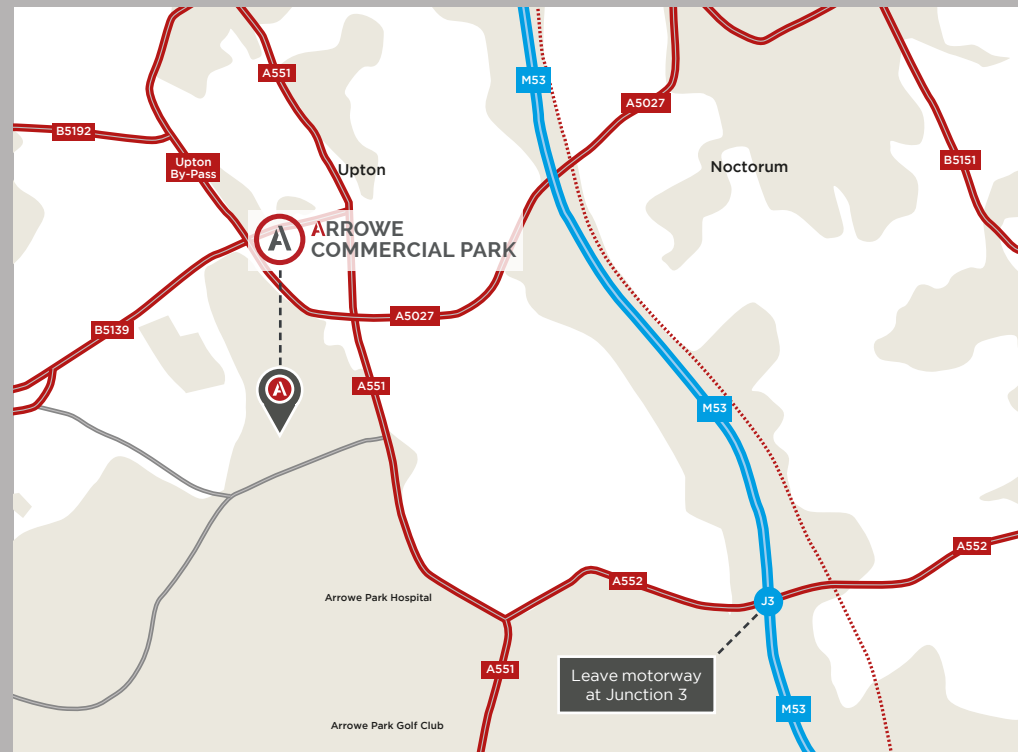 M53
A551
A5027
B5192
B5151
Upton
By-Pass
Upton
Noctorum
A
ARROWE
COMMERCIAL PARK
A5027
B5139
A
A551
M53
A552
A552
Arrowe Park Hospital
J3
A551
Leave motorway
at Junction 3
M53
Arrowe Park Golf Club